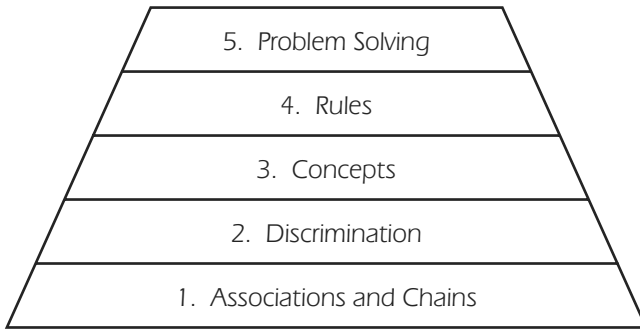 5. Problem Solving
4. Rules
3. Concepts
2. Discrimination
1. Associations and Chains